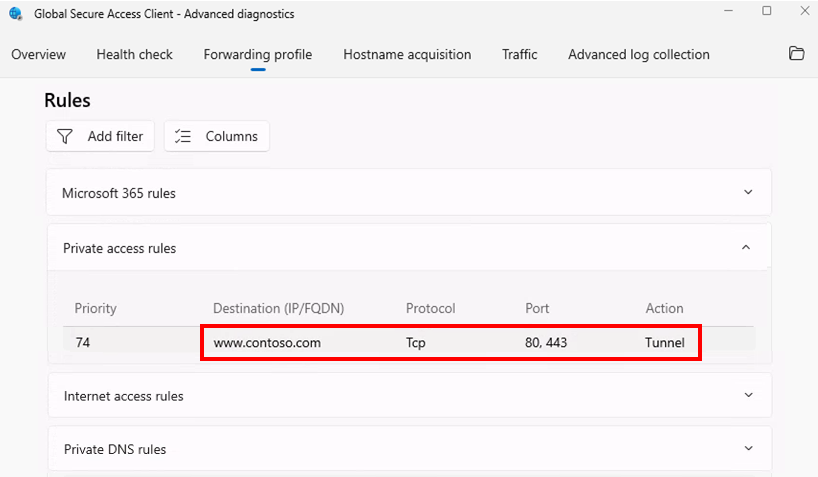 Global Secure Access Client - Advanced diagnostics
Overview Health check Forwarding profile Hostname acquisition Traffic Advanced log collection
Rules
Add filter Columns
Microsoft 365 rules
Private access rules
Priority Destination (IP/FQDN) Protocol Port Action
74 www.contoso.com Tcp 80, 443 Tunnel
Internet access rules
Private DNS rules